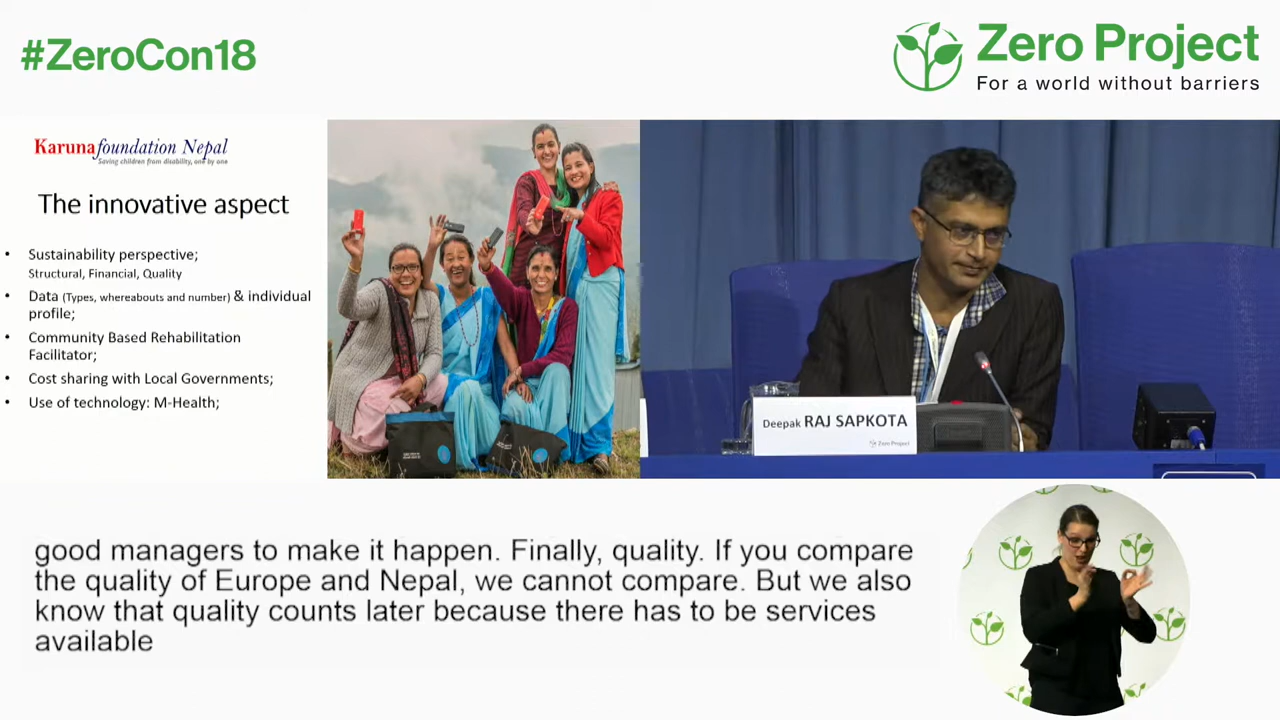 #ZeroCon18
Zero Project
For a world without barriers
Karunafoundation Nepal
Saving children from disability, one by one
The innovative aspect
• Sustainability perspective;
Structural, Financial, Quality
• Data (Types, whereabouts and number) & individual
profile;
• Community Based Rehabilitation
Facilitator;
• Cost sharing with Local Governments;
• Use of technology: M-Health;
Deepak RAJ SAPKOTA
Zero Project
good managers to make it happen. Finally, quality. If you compare
the quality of Europe and Nepal, we cannot compare. But we also
know that quality counts later because there has to be services
available